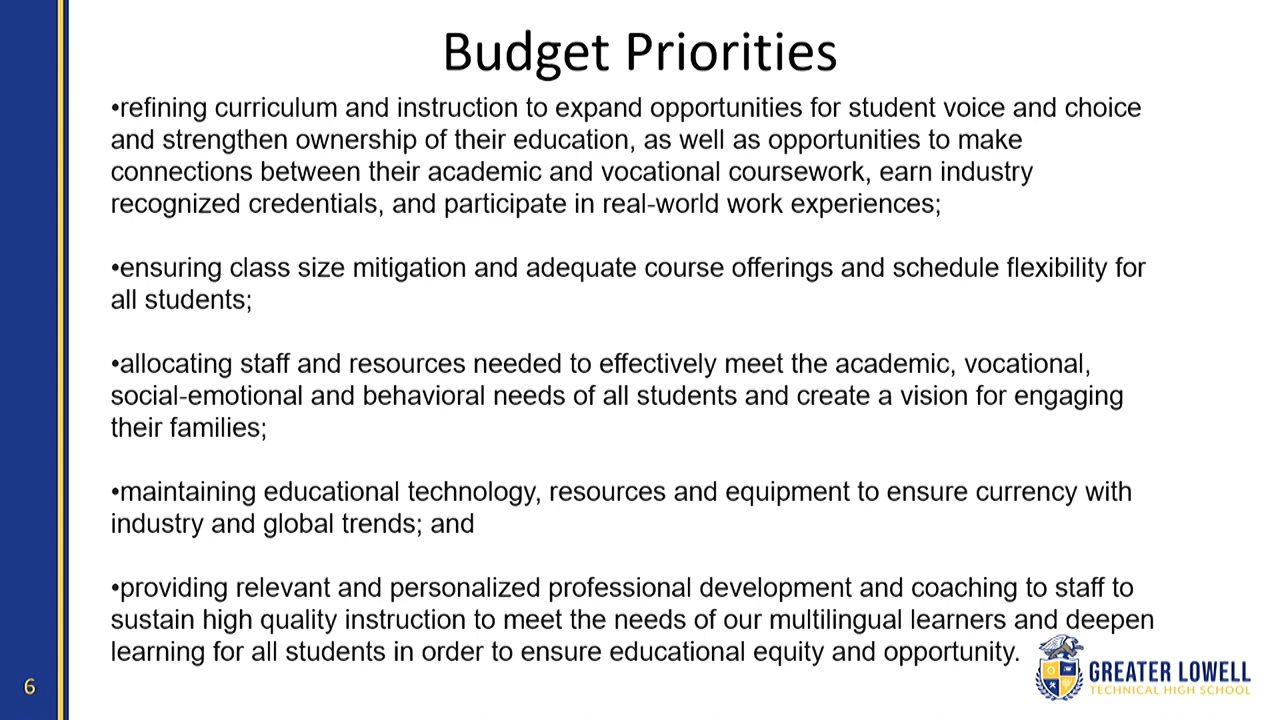 Budget Priorities
•refining curriculum and instruction to expand opportunities for student voice and choice
and strengthen ownership of their education, as well as opportunities to make
connections between their academic and vocational coursework, earn industry
recognized credentials, and participate in real-world work experiences;
•ensuring class size mitigation and adequate course offerings and schedule flexibility for
all students;
•allocating staff and resources needed to effectively meet the academic, vocational,
social-emotional and behavioral needs of all students and create a vision for engaging
their families;
•maintaining educational technology, resources and equipment to ensure currency with
industry and global trends; and
•providing relevant and personalized professional development and coaching to staff to
sustain high quality instruction to meet the needs of our multilingual learners and deepen
learning for all students in order to ensure educational equity and opportunity.
GREATER LOWELL
TECHNICAL HIGH SCHOOL
6